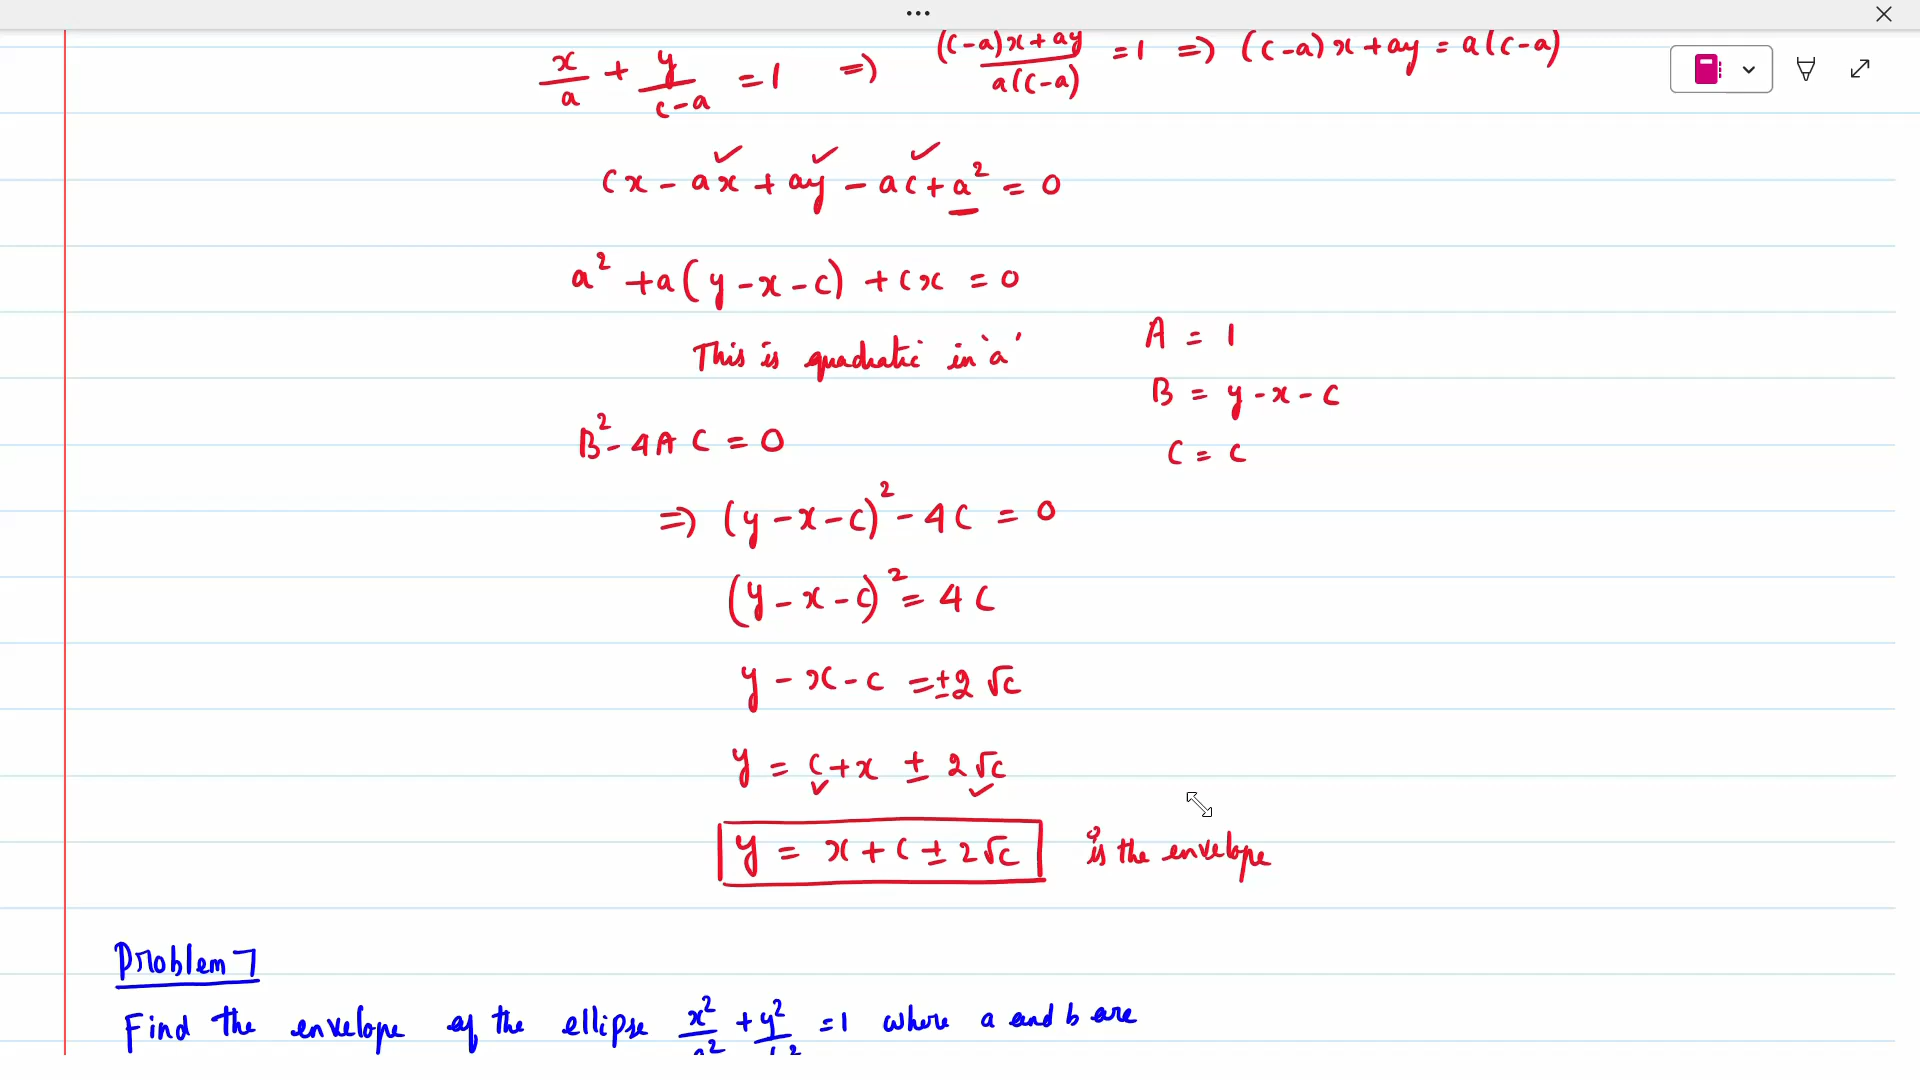 x/a + y/(c-a) = 1 ⇒ ((c-a)x+ay)/(a(c-a)) = 1 ⇒ (c-a)x+ay = a(c-a)
cx - ax + ay - ac + a² = 0
a² + a(y-x-c) + cx = 0
This is quadratic in 'a'
A = 1
B = y-x-c
C = c
B² - 4AC = 0
⇒ (y-x-c)² - 4c = 0
(y-x-c)² = 4c
y-x-c = ±2√c
y = c+x ± 2√c
y = x+c ± 2√c is the envelope
Problem 7
Find the envelope of the ellipse x²/a² + y²/b² = 1 where a and b are